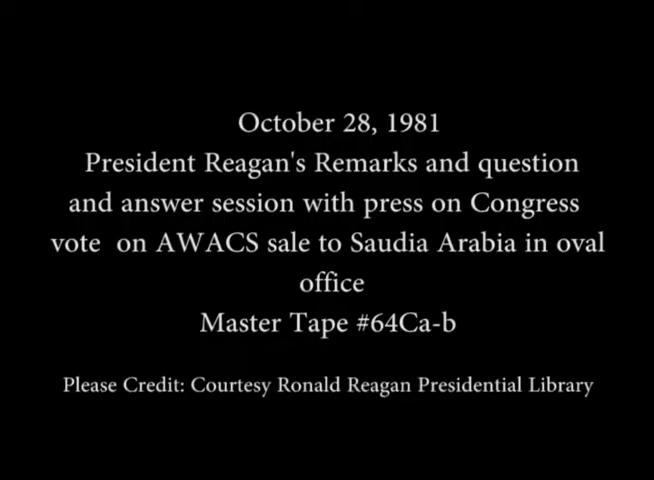 October 28, 1981
President Reagan's Remarks and question
and answer session with press on Congress
vote  on AWACS sale to Saudia Arabia in oval
office
Master Tape #64Ca-b
Please Credit: Courtesy Ronald Reagan Presidential Library